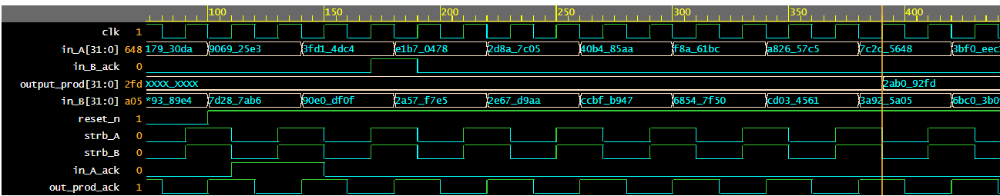 100 150 200 250 300 350 400
clk 1
in_A[31:0] 648 179_30da 9069_25e3 3fd1_4dc4 e1b7_0478 2d8a_7c05 40b4_85aa f8a_61bc a826_57c5 7c2c_5648 3bf0_eec
in_B_ack 0
output_prod[31:0] 2fd XXXX_XXXX 2ab0_92fd
in_B[31:0] a05 *93_89e4 7d28_7ab6 90e0_df0f 2a57_f7e5 2e67_d9aa ccbf_b947 6854_7f50 cd03_4561 3a92_5a05 6bc0_3b0
reset_n 1
strb_A 0
strb_B 0
in_A_ack 0
out_prod_ack 1